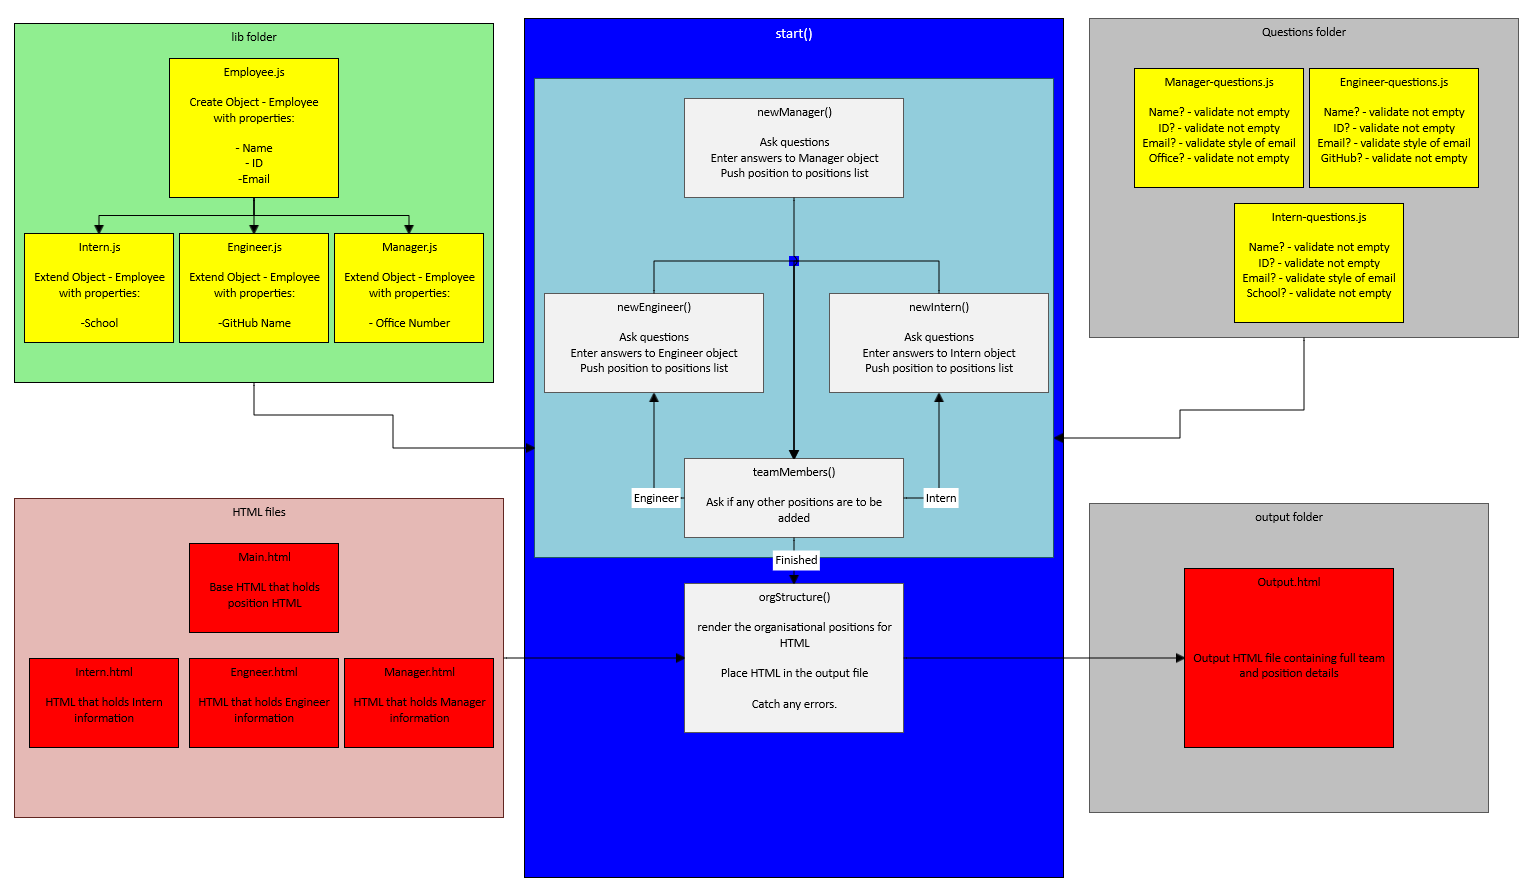 lib folder
Employee.js
Create Object - Employee
with properties:
- Name
- ID
-Email
Intern.js
Extend Object - Employee
with properties:
-School
Engineer.js
Extend Object - Employee
with properties:
-GitHub Name
Manager.js
Extend Object - Employee
with properties:
- Office Number
start()
newManager()
Ask questions
Enter answers to Manager object
Push position to positions list
newEngineer()
Ask questions
Enter answers to Engineer object
Push position to positions list
newIntern()
Ask questions
Enter answers to Intern object
Push position to positions list
teamMembers()
Ask if any other positions are to be
added
Engineer
Intern
Finished
orgStructure()
render the organisational positions for
HTML
Place HTML in the output file
Catch any errors.
Questions folder
Manager-questions.js
Name? - validate not empty
ID? - validate not empty
Email? - validate style of email
Office? - validate not empty
Engineer-questions.js
Name? - validate not empty
ID? - validate not empty
Email? - validate style of email
GitHub? - validate not empty
Intern-questions.js
Name? - validate not empty
ID? - validate not empty
Email? - validate style of email
School? - validate not empty
HTML files
Main.html
Base HTML that holds
position HTML
Intern.html
HTML that holds Intern
information
Engneer.html
HTML that holds Engineer
information
Manager.html
HTML that holds Manager
information
output folder
Output.html
Output HTML file containing full team
and position details